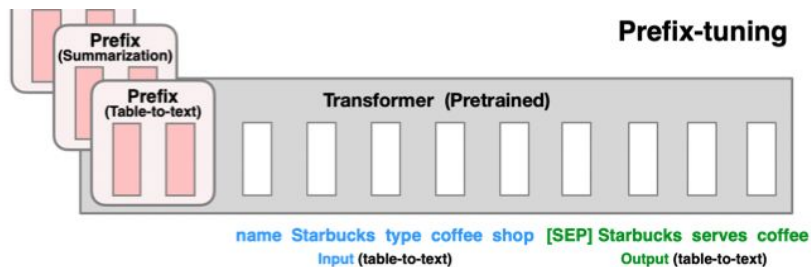 Prefix-tuning
Prefix
(Summarization)
Prefix
(Table-to-text)
Transformer (Pretrained)
name Starbucks type coffee shop [SEP] Starbucks serves coffee
Input (table-to-text) Output (table-to-text)